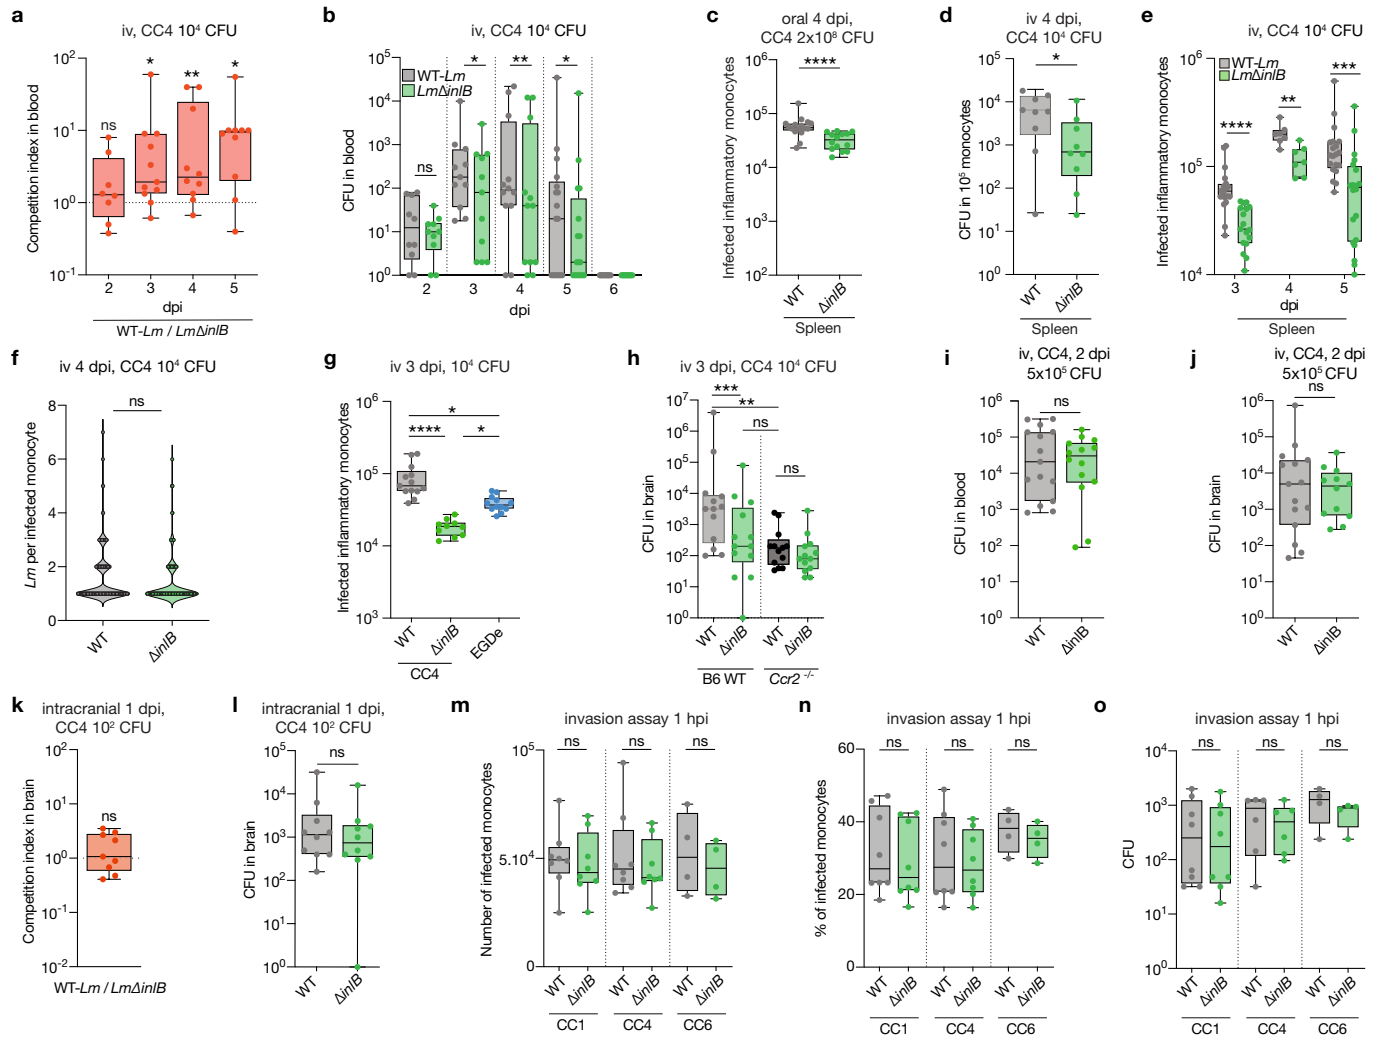 a
iv, CC4 10⁴ CFU
Competition index in blood
10²
10¹
10⁰
10⁻¹
ns
*
**
*
2
3
4
5
dpi
WT-Lm / LmΔinlB
b
iv, CC4 10⁴ CFU
WT-Lm
LmΔinlB
CFU in blood
10⁵
10⁴
10³
10²
10¹
10⁰
ns
*
**
*
2
3
4
5
6
dpi
c
oral 4 dpi,
CC4 2x10⁸ CFU
Infected inflammatory monocytes
10⁶
10⁵
10⁴
10³
10²
****
WT
ΔinlB
Spleen
d
iv 4 dpi,
CC4 10⁴ CFU
CFU in 10⁵ monocytes
10⁵
10⁴
10³
10²
10¹
10⁰
*
WT
ΔinlB
Spleen
e
iv, CC4 10⁴ CFU
WT-Lm
LmΔinlB
Infected inflammatory monocytes
10⁶
10⁵
10⁴
****
**
***
3
4
5
dpi
Spleen
f
iv 4 dpi, CC4 10⁴ CFU
Lm per infected monocyte
8
6
4
2
0
ns
WT
ΔinlB
g
iv 3 dpi, 10⁴ CFU
Infected inflammatory monocytes
10⁶
10⁵
10⁴
10³
*
****
*
WT
ΔinlB
EGDe
CC4
h
iv 3 dpi, CC4 10⁴ CFU
CFU in brain
10⁷
10⁶
10⁵
10⁴
10³
10²
10¹
10⁰
***
**
ns
ns
WT
ΔinlB
WT
ΔinlB
B6 WT
Ccr2 ⁻/⁻
i
iv, CC4, 2 dpi
5x10⁵ CFU
CFU in blood
10⁶
10⁵
10⁴
10³
10²
10¹
10⁰
ns
WT
ΔinlB
j
iv, CC4, 2 dpi
5x10⁵ CFU
CFU in brain
10⁶
10⁵
10⁴
10³
10²
10¹
10⁰
ns
WT
ΔinlB
k
intracranial 1 dpi,
CC4 10² CFU
Competition index in brain
10²
10¹
10⁰
10⁻¹
10⁻²
ns
WT-Lm / LmΔinlB
l
intracranial 1 dpi,
CC4 10² CFU
CFU in brain
10⁵
10⁴
10³
10²
10¹
10⁰
ns
WT
ΔinlB
m
invasion assay 1 hpi
Number of infected monocytes
10⁵
5.10⁴
0
ns
ns
ns
WT
ΔinlB
WT
ΔinlB
WT
ΔinlB
CC1
CC4
CC6
n
invasion assay 1 hpi
% of infected monocytes
60
40
20
0
ns
ns
ns
WT
ΔinlB
WT
ΔinlB
WT
ΔinlB
CC1
CC4
CC6
o
invasion assay 1 hpi
CFU
10⁴
10³
10²
10¹
10⁰
ns
ns
ns
WT
ΔinlB
WT
ΔinlB
WT
ΔinlB
CC1
CC4
CC6